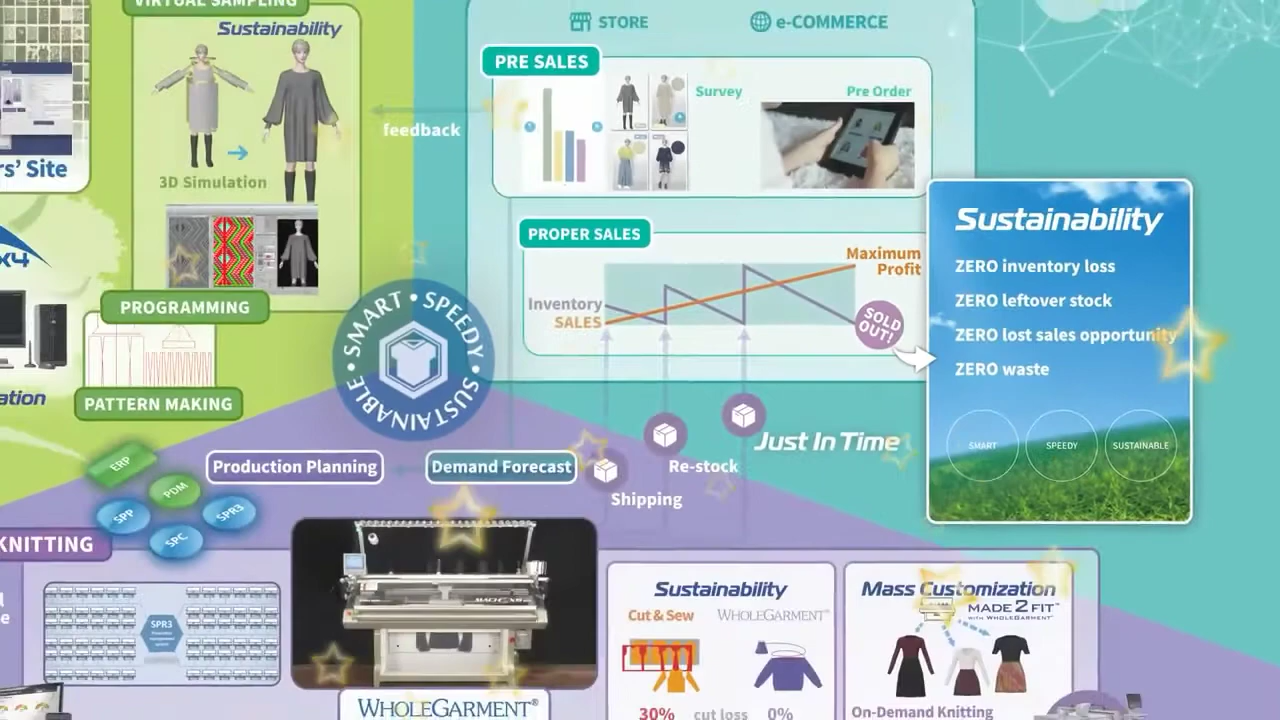 VIRTUAL SAMPLING
Sustainability
3D Simulation
rs' Site
x4
PROGRAMMING
PATTERN MAKING
ation
STORE
e-COMMERCE
PRE SALES
Survey
Pre Order
feedback
PROPER SALES
Maximum
Profit
Inventory
SALES
SOLD
OUT!
Sustainability
ZERO inventory loss
ZERO leftover stock
ZERO lost sales opportunity
ZERO waste
SMART
SPEEDY
SUSTAINABLE
SMART • SPEEDY • SUSTAINABLE •
Just In Time
Re-stock
Shipping
Production Planning
Demand Forecast
ERP
PDM
SPP
SPR3
SPC
KNITTING
SPR3
WHOLEGARMENT®
Sustainability
Cut & Sew
WHOLEGARMENT®
30%
cut loss
0%
Mass Customization
MADE2FIT™
WITH WHOLEGARMENT®
On-Demand Knitting